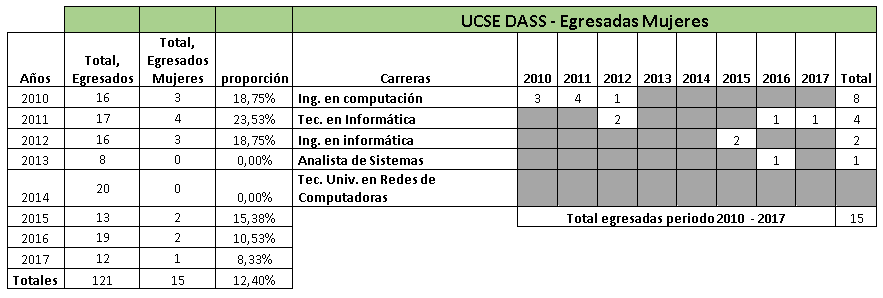 UCSE DASS - Egresadas Mujeres
Años Total, Egresados Total, Egresados Mujeres proporción Carreras 2010 2011 2012 2013 2014 2015 2016 2017 Total
2010 16 3 18,75% Ing. en computación 3 4 1 8
2011 17 4 23,53% Tec. en Informática 2 1 1 4
2012 16 3 18,75% Ing. en informática 2 2
2013 8 0 0,00% Analista de Sistemas 1 1
2014 20 0 0,00% Tec. Univ. en Redes de Computadoras
2015 13 2 15,38% Total egresadas periodo 2010 - 2017 15
2016 19 2 10,53%
2017 12 1 8,33%
Totales 121 15 12,40%